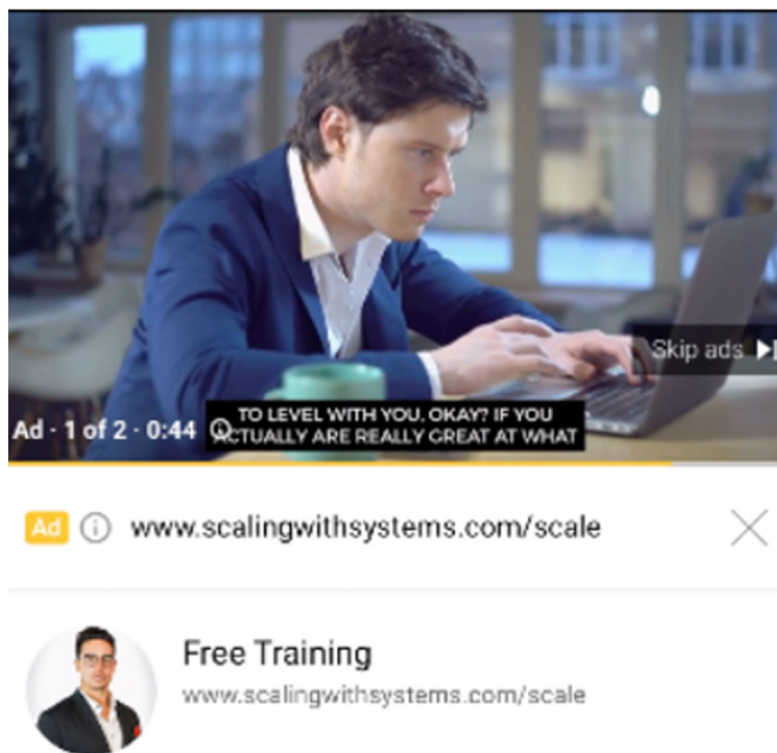 Skip ads
TO LEVEL WITH YOU, OKAY? IF YOU
ACTUALLY ARE REALLY GREAT AT WHAT
Ad · 1 of 2 · 0:44
Ad www.scalingwithsystems.com/scale
Free Training
www.scalingwithsystems.com/scale